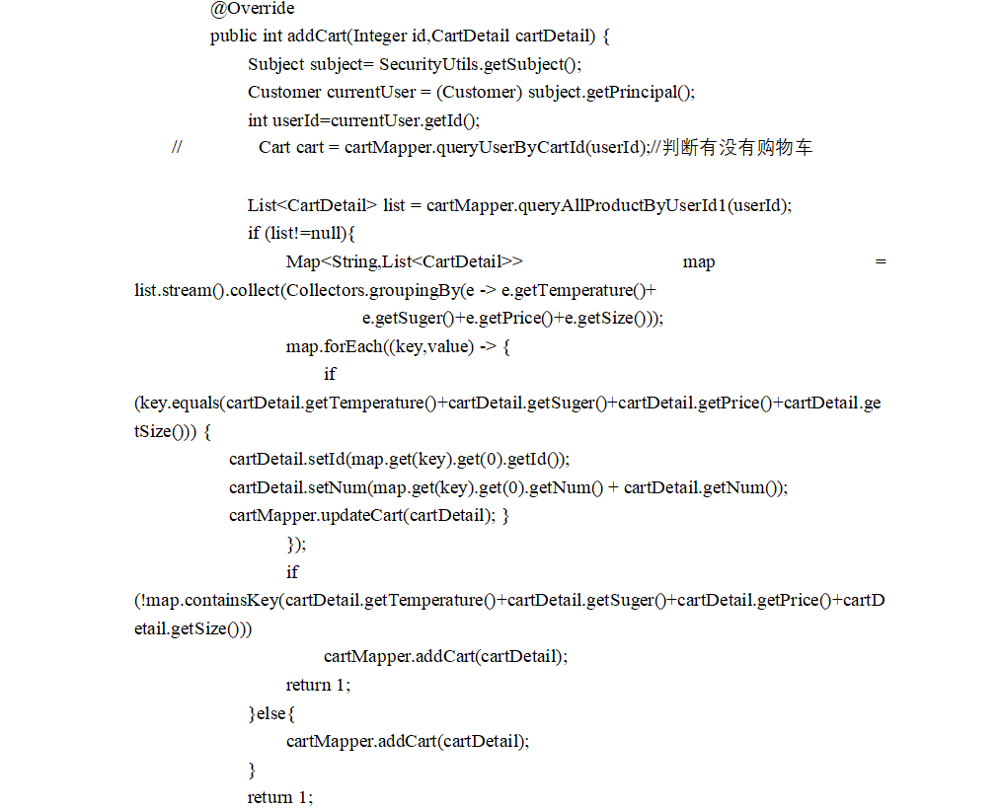 @Override
public int addCart(Integer id,CartDetail cartDetail) {
Subject subject= SecurityUtils.getSubject();
Customer currentUser = (Customer) subject.getPrincipal();
int userId=currentUser.getId();
// Cart cart = cartMapper.queryUserByCartId(userId);//判断有没有购物车
List<CartDetail> list = cartMapper.queryAllProductByUserId1(userId);
if (list!=null){
Map<String,List<CartDetail>> map =
list.stream().collect(Collectors.groupingBy(e -> e.getTemperature()+
e.getSuger()+e.getPrice()+e.getSize()));
map.forEach((key,value) -> {
if
(key.equals(cartDetail.getTemperature()+cartDetail.getSuger()+cartDetail.getPrice()+cartDetail.ge
tSize())) {
cartDetail.setId(map.get(key).get(0).getId());
cartDetail.setNum(map.get(key).get(0).getNum() + cartDetail.getNum());
cartMapper.updateCart(cartDetail); }
});
if
(!map.containsKey(cartDetail.getTemperature()+cartDetail.getSuger()+cartDetail.getPrice()+cartD
etail.getSize()))
cartMapper.addCart(cartDetail);
return 1;
}else{
cartMapper.addCart(cartDetail);
}
return 1;